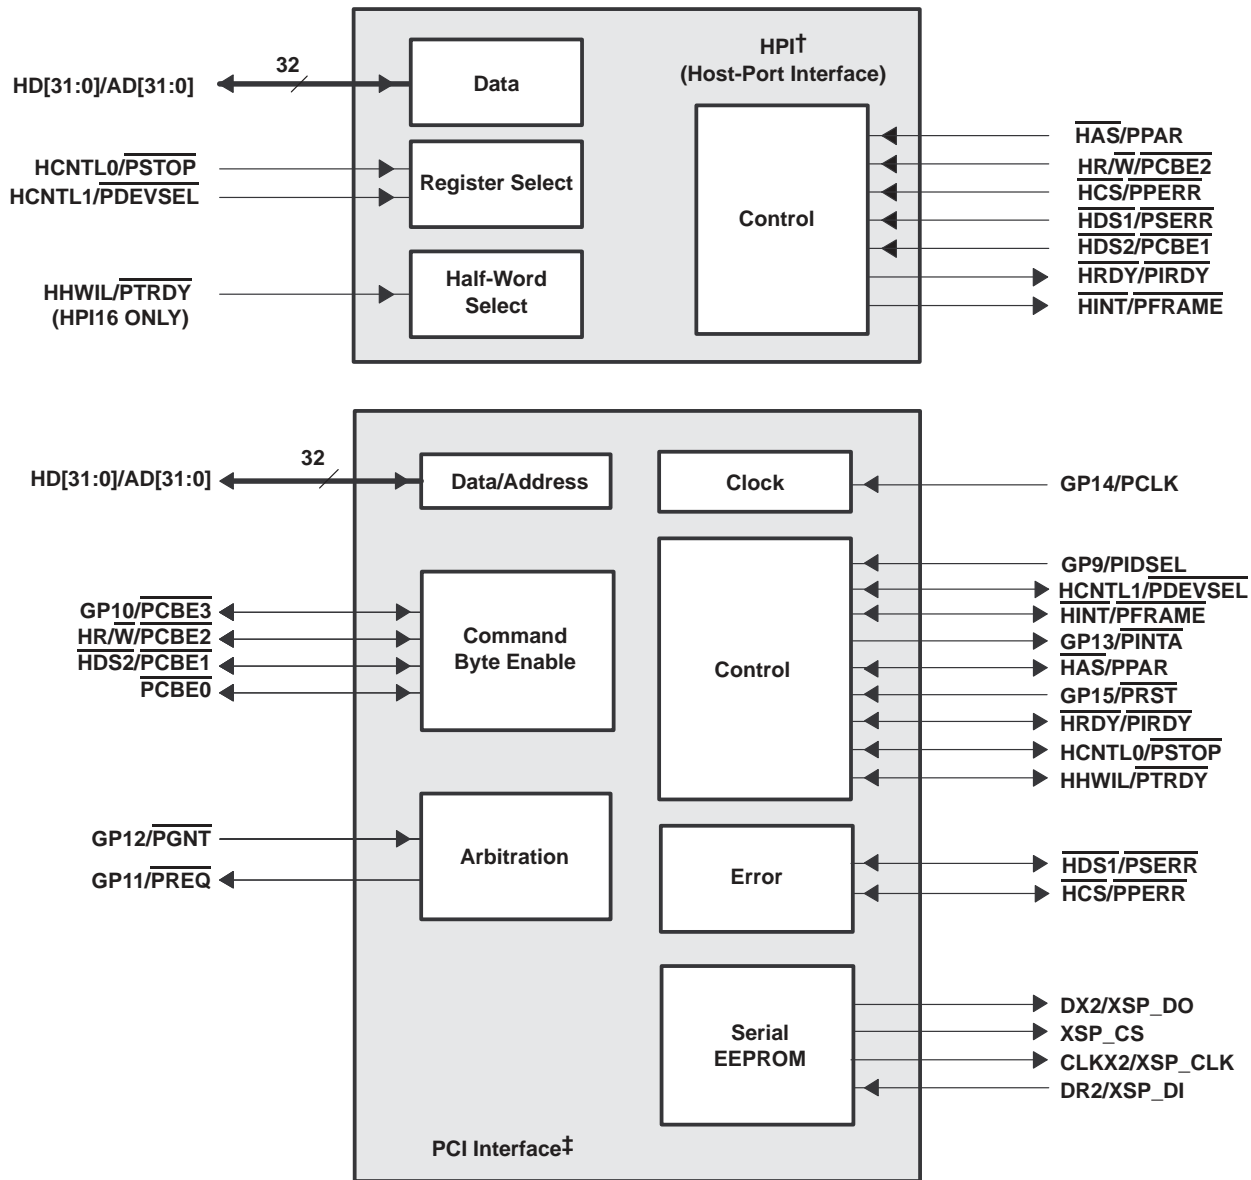 HPI†
(Host-Port Interface)
32
HD[31:0]/AD[31:0]
Data
HCNTL0/PSTOP
HCNTL1/PDEVSEL
Register Select
HHWIL/PTRDY
(HPI16 ONLY)
Half-Word
Select
Control
HAS/PPAR
HR/W/PCBE2
HCS/PPERR
HDS1/PSERR
HDS2/PCBE1
HRDY/PIRDY
HINT/PFRAME
32
HD[31:0]/AD[31:0]
Data/Address
Clock
GP14/PCLK
GP10/PCBE3
HR/W/PCBE2
HDS2/PCBE1
PCBE0
Command
Byte Enable
Control
GP9/PIDSEL
HCNTL1/PDEVSEL
HINT/PFRAME
GP13/PINTA
HAS/PPAR
GP15/PRST
HRDY/PIRDY
HCNTL0/PSTOP
HHWIL/PTRDY
GP12/PGNT
GP11/PREQ
Arbitration
Error
HDS1/PSERR
HCS/PPERR
Serial
EEPROM
DX2/XSP_DO
XSP_CS
CLKX2/XSP_CLK
DR2/XSP_DI
PCI Interface‡